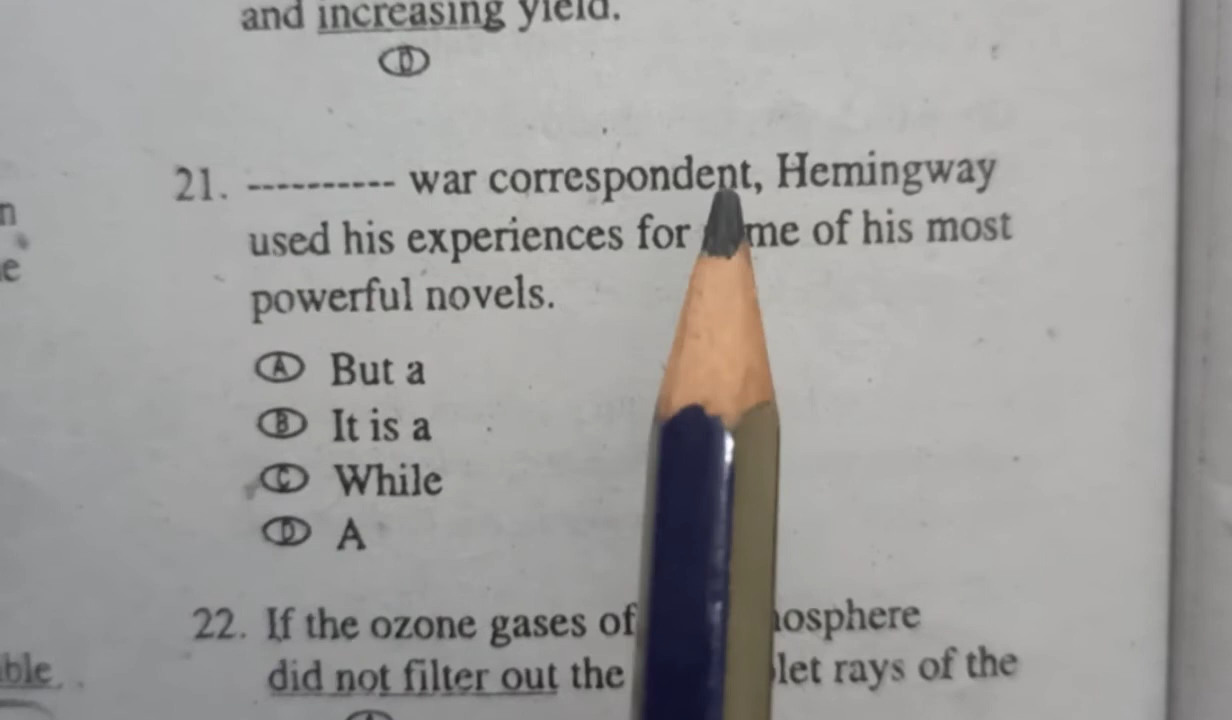 and increasing yield.
D
21. ---------- war correspondent, Hemingway
used his experiences for me of his most
powerful novels.
A But a
B It is a
C While
D A
22. If the ozone gases of osphere
did not filter out the let rays of the
ble
n
e
A